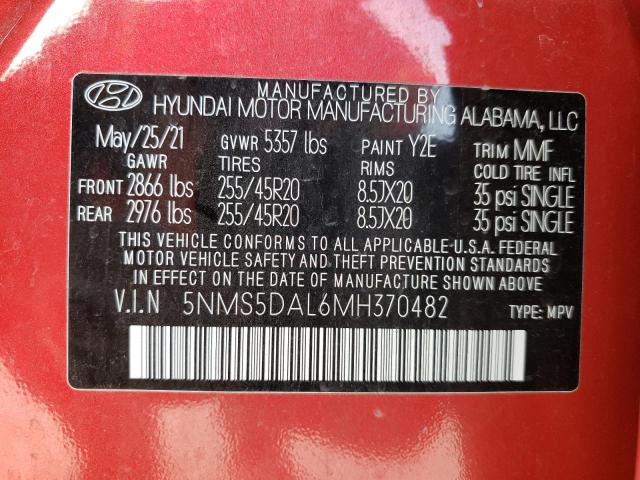 MANUFACTURED BY
HYUNDAI MOTOR MANUFACTURING ALABAMA, LLC
May/25/21 GVWR 5357 lbs PAINT Y2E TRIM MMF
GAWR TIRES RIMS COLD TIRE INFL
FRONT 2866 lbs 255/45R20 8.5JX20 35 psi SINGLE
REAR 2976 lbs 255/45R20 8.5JX20 35 psi SINGLE
THIS VEHICLE CONFORMS TO ALL APPLICABLE U.S.A. FEDERAL
MOTOR VEHICLE SAFETY AND THEFT PREVENTION STANDARDS
IN EFFECT ON THE DATE OF MANUFACTURE SHOWN ABOVE.
V.I.N 5NMS5DAL6MH370482 TYPE: MPV